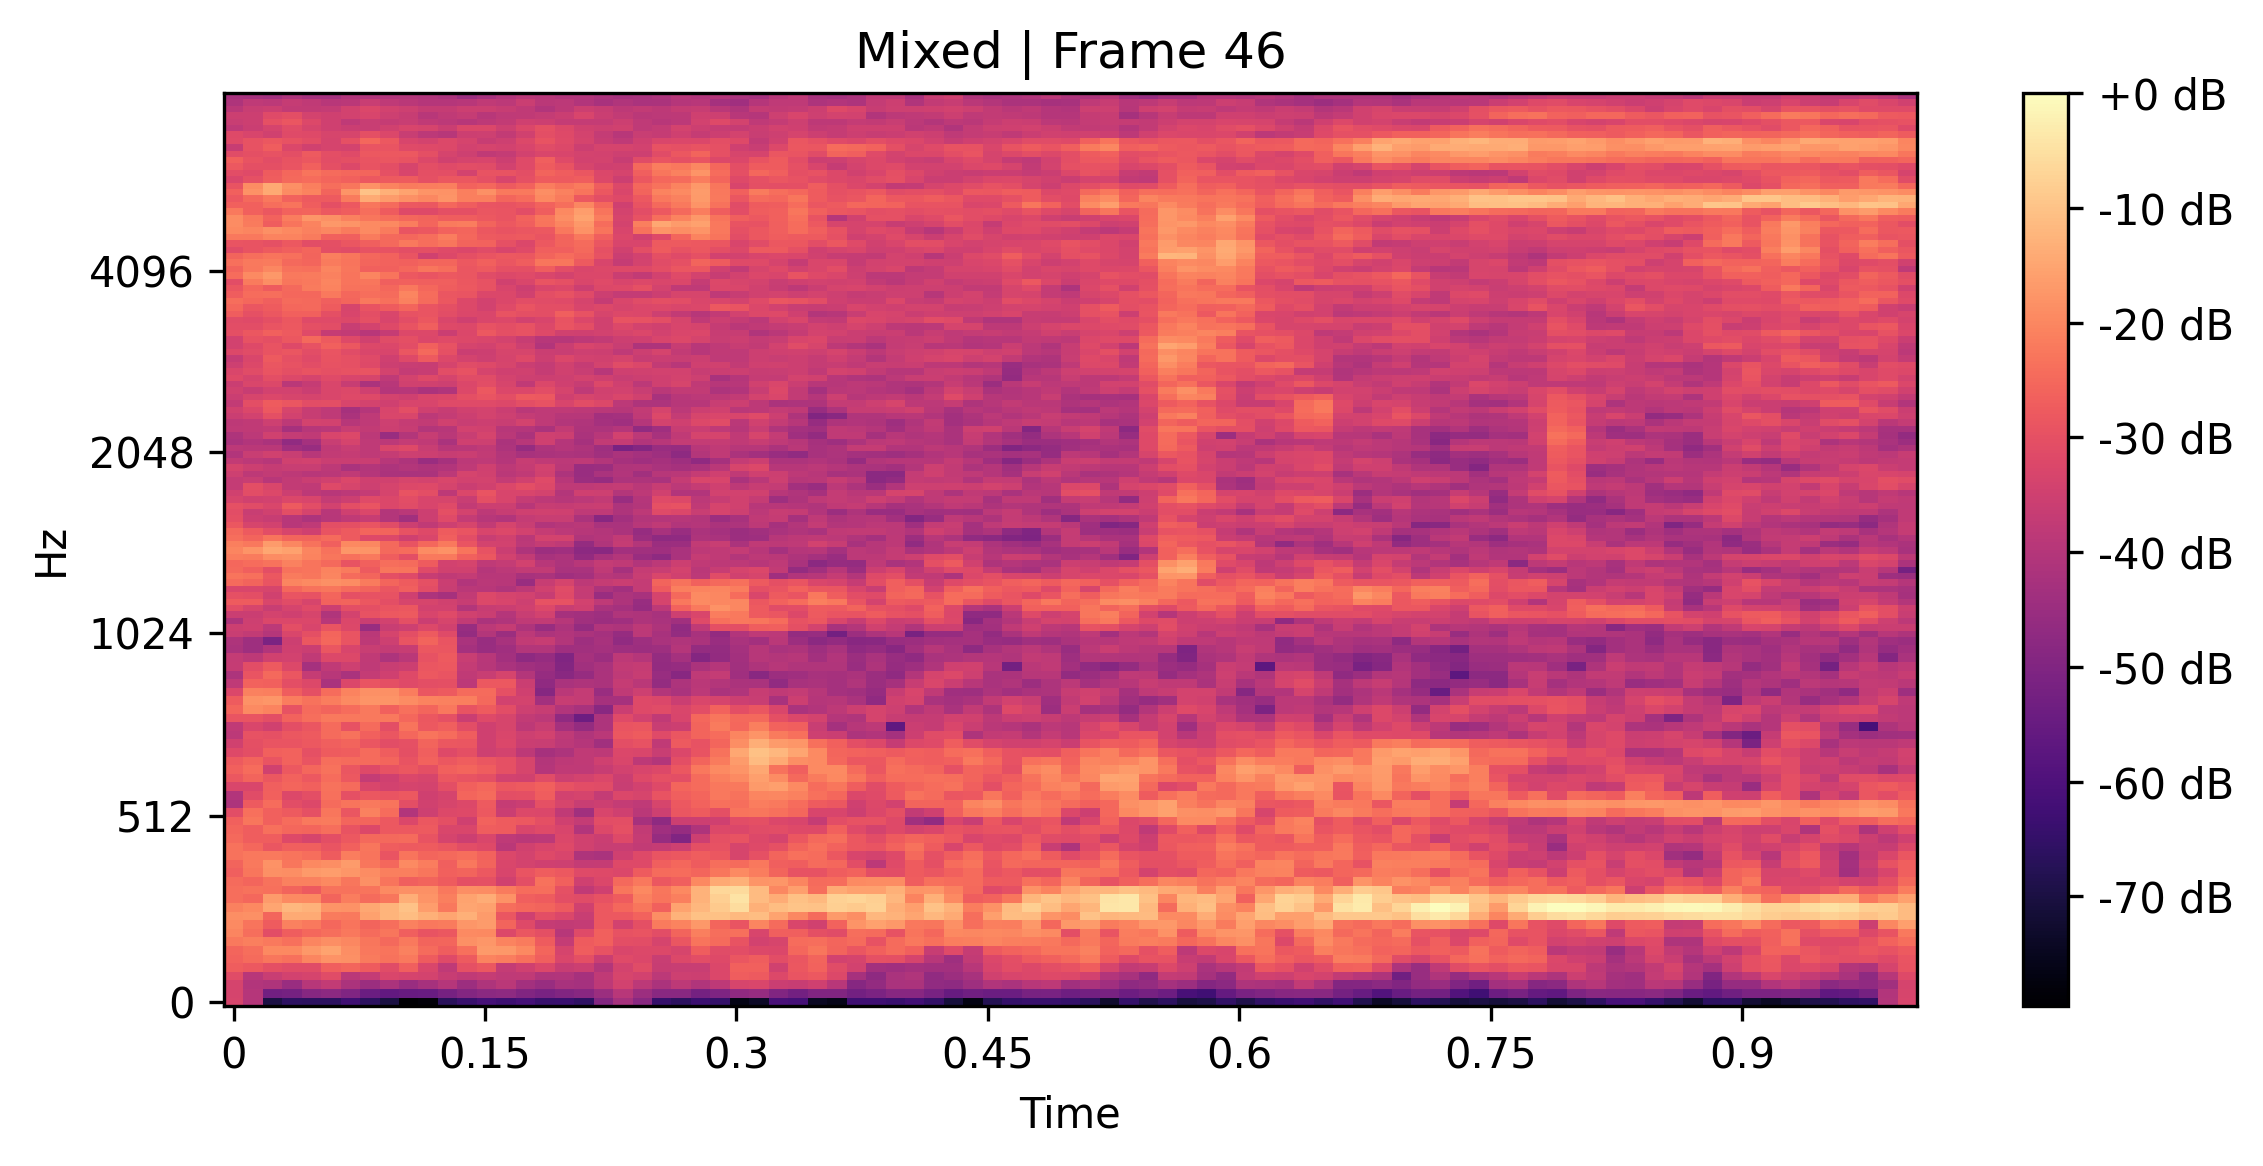 Mixed | Frame 46
+0 dB
-10 dB
-20 dB
-30 dB
-40 dB
-50 dB
-60 dB
-70 dB
4096
2048
1024
512
0
Hz
0 0.15 0.3 0.45 0.6 0.75 0.9
Time